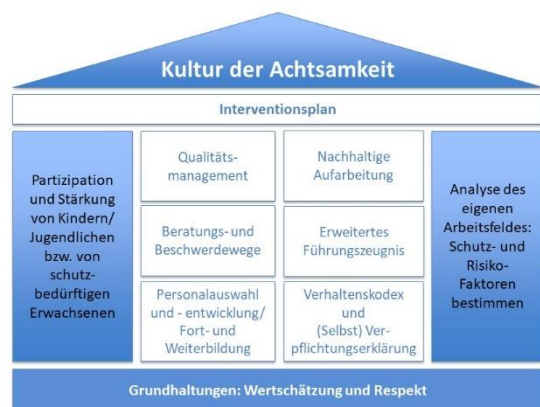 Kultur der Achtsamkeit
Interventionsplan
Partizipation
und Stärkung
von Kindern/
Jugendlichen
bzw. von
schutz-
bedürftigen
Erwachsenen
Qualitäts-
management
Nachhaltige
Aufarbeitung
Beratungs- und
Beschwerdewege
Erweitertes
Führungszeugnis
Personalauswahl
und - entwicklung/
Fort- und
Weiterbildung
Verhaltenskodex
und
(Selbst) Ver-
pflichtungserklärung
Analyse des
eigenen
Arbeitsfeldes:
Schutz- und
Risiko-
Faktoren
bestimmen
Grundhaltungen: Wertschätzung und Respekt